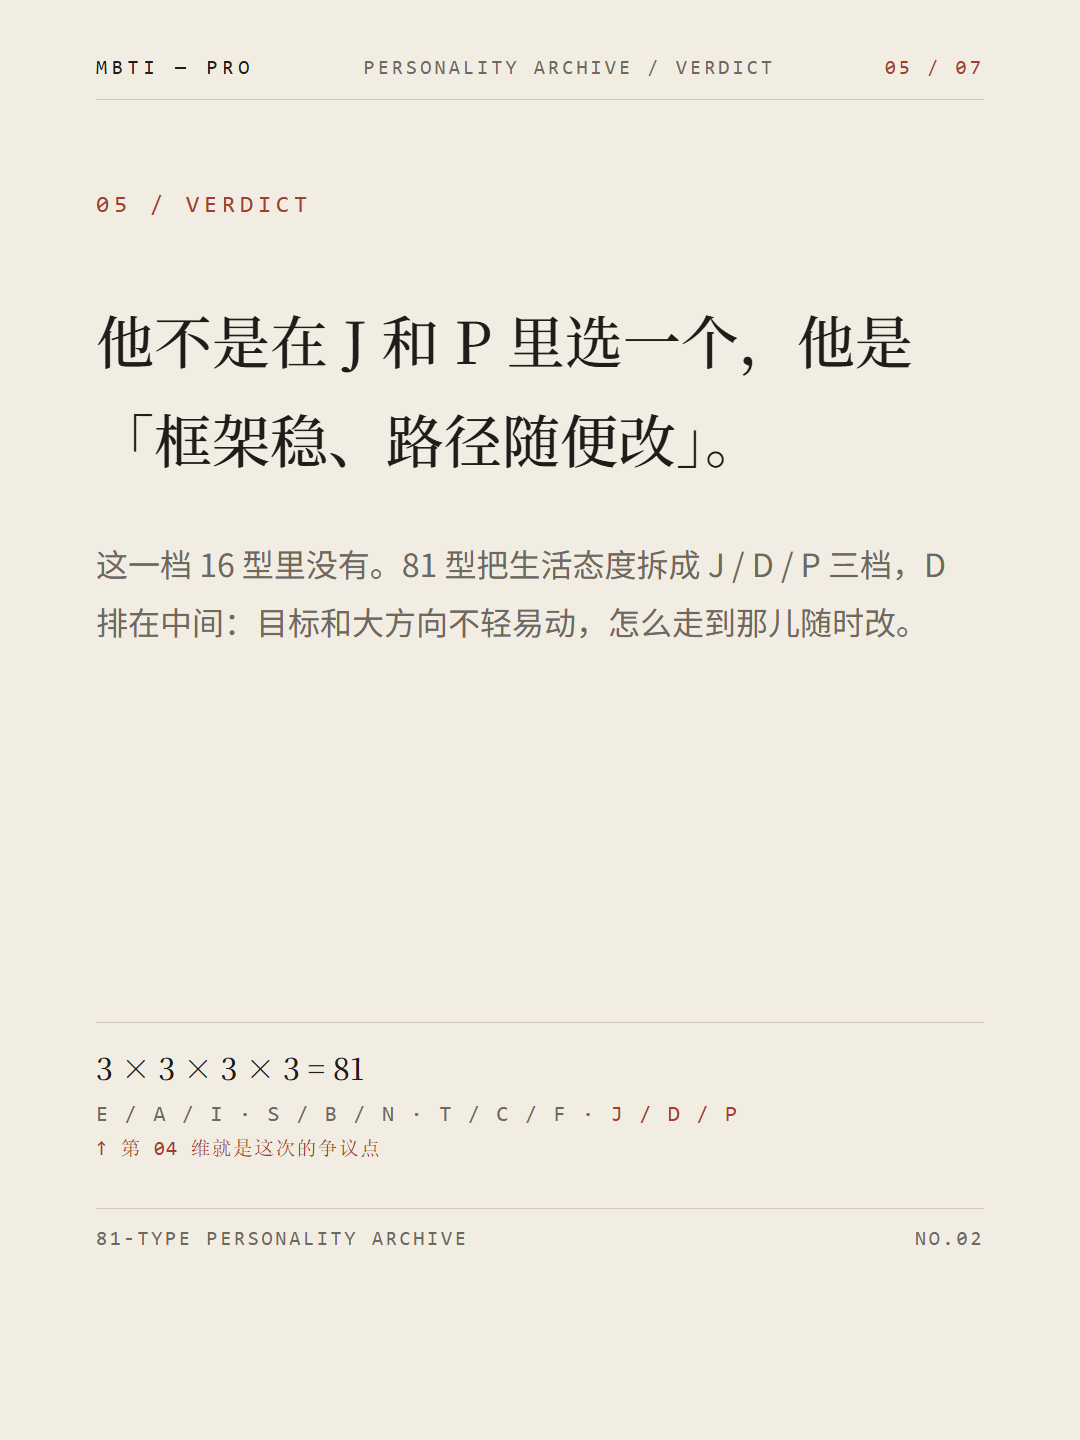 MBTI — PRO
PERSONALITY ARCHIVE / VERDICT
05 / 07
05 / VERDICT
他不是在 J 和 P 里选一个，他是
「框架稳、路径随便改」。
这一档 16 型里没有。81 型把生活态度拆成 J / D / P 三档，D
排在中间：目标和大方向不轻易动，怎么走到那儿随时改。
3 × 3 × 3 × 3 = 81
E / A / I · S / B / N · T / C / F · J / D / P
↑ 第 04 维就是这次的争议点
81-TYPE PERSONALITY ARCHIVE
NO.02